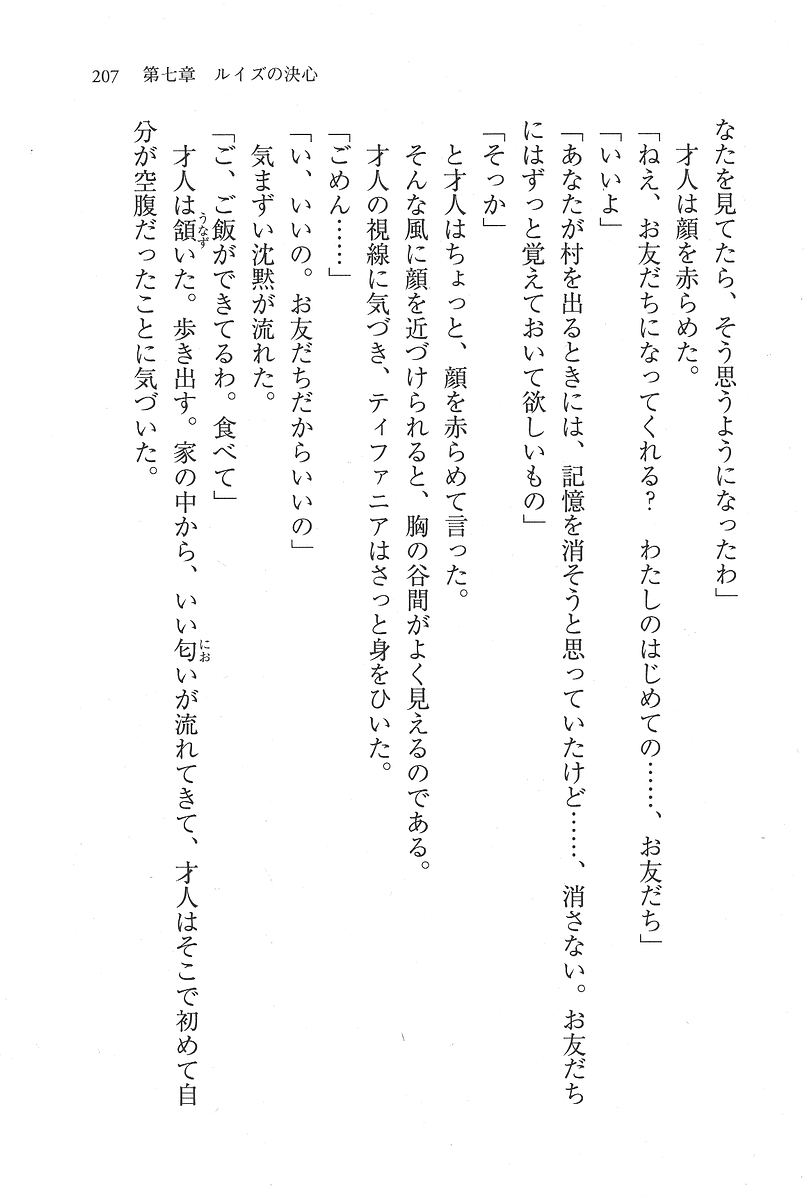 207　第七章　ルイズの決心
なたを見てたら、そう思うようになったわ」
　才人は顔を赤らめた。
「ねえ、お友だちになってくれる？　わたしのはじめての……、お友だち」
「いいよ」
「あなたが村を出るときには、記憶を消そうと思っていたけど……、消さない。お友だち
にはずっと覚えておいて欲しいもの」
「そっか」
　と才人はちょっと、顔を赤らめて言った。
　そんな風に顔を近づけられると、胸の谷間がよく見えるのである。
　才人の視線に気づき、ティファニアはさっと身をひいた。
「ごめん……」
「い、いいの。お友だちだからいいの」
　気まずい沈黙が流れた。
「ご、ご飯ができてるわ。食べて」
　才人は頷いた。歩き出す。家の中から、いい匂いが流れてきて、才人はそこで初めて自
うなず
にお
分が空腹だったことに気づいた。